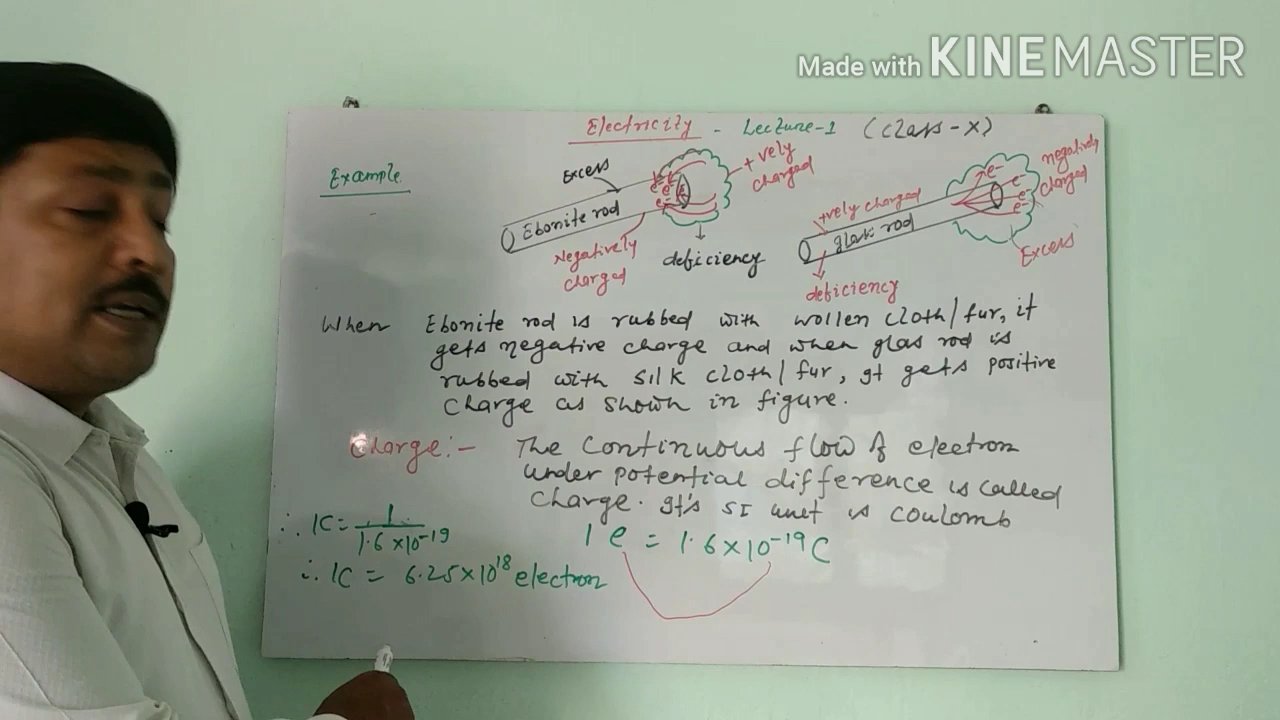 Made with KINEMASTER
Electricity - Lecture-1 (class-X)
Example
Excess
+vely
charged
e- e- e- e-
Ebonite rod
Negatively
charged
deficiency
negatively
charged
e- e- e- e-
+vely charged
glass rod
Excess
deficiency
When Ebonite rod is rubbed with wollen cloth/fur, it
gets negative charge and when glas rod is
rubbed with silk cloth/fur, It gets positive
charge as shown in figure.
Charge:- The continuous flow of electron
under potential difference is called
charge. It's SI unit is coulomb
1 e = 1.6×10⁻¹⁹ C
∴ 1C = 1/1.6×10⁻¹⁹
∴ 1C = 6.25×10¹⁸ electron